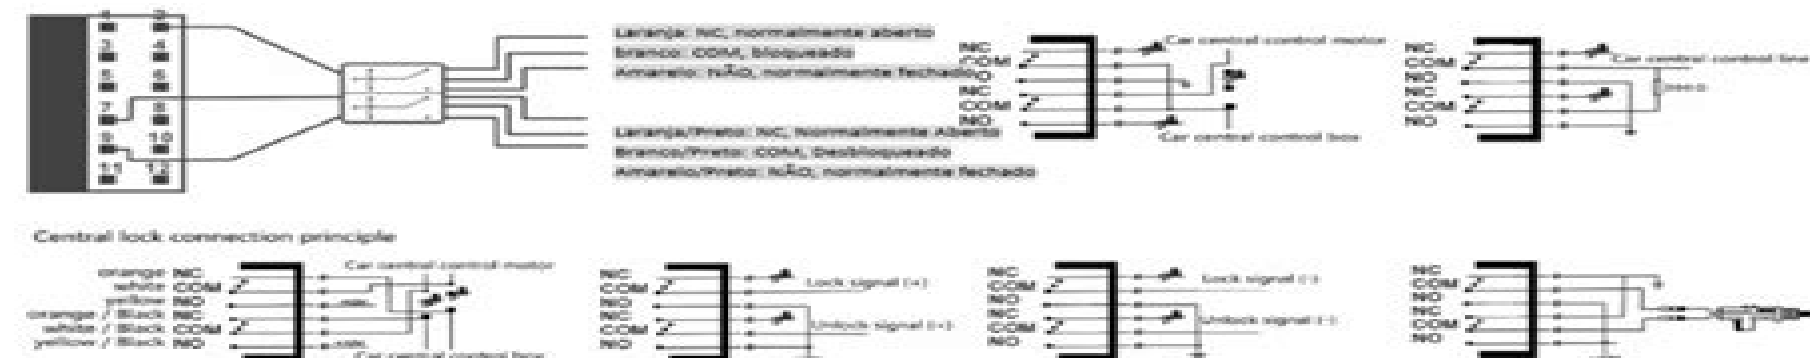 1 2
3 4
5 6
7 8
9 10
11 12
Laranja: NC, normalmente aberto
branco: COM, bloqueado
Amarelo: NÃO, normalmente fechado
Laranja/Preto: NC, Normalmente Aberto
Branco/Preto: COM, Desbloqueado
Amarelo/Preto: NÃO, normalmente fechado
NC
COM
NO
NC
COM
NO
Car central control motor
Car central control box
NC
COM
NO
NC
COM
NO
Car central control line
Central lock connection principle
orange NC
white COM
yellow NO
orange / Black NC
white / Black COM
yellow / Black NO
Car central control motor
Car central control box
NC
COM
NO
NC
COM
NO
Lock signal (+)
Unlock signal (+)
NC
COM
NO
NC
COM
NO
Lock signal (-)
Unlock signal (-)
NC
COM
NO
NC
COM
NO